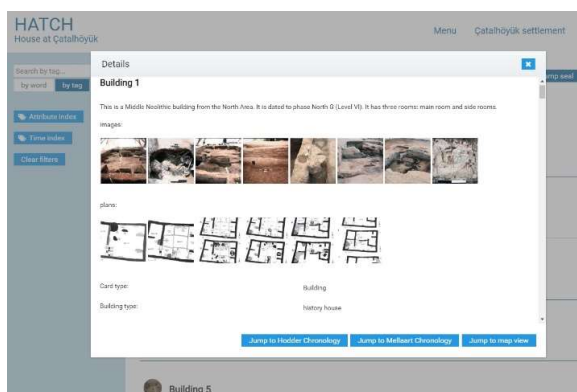 HATCH
House at Çatalhöyük
Menu
Çatalhöyük settlement
Search by tag...
by word
by tag
Attribute index
Time index
Clear filters
Details
Building 1
This is a Middle Neolithic building from the North Area. It is dated to phase North G (Level VI). It has three rooms: main room and side rooms.
images:
plans:
Card type:
Building
Building type:
history house
Jump to Hodder Chronology
Jump to Mellaart Chronology
Jump to map view
seal
Building 5